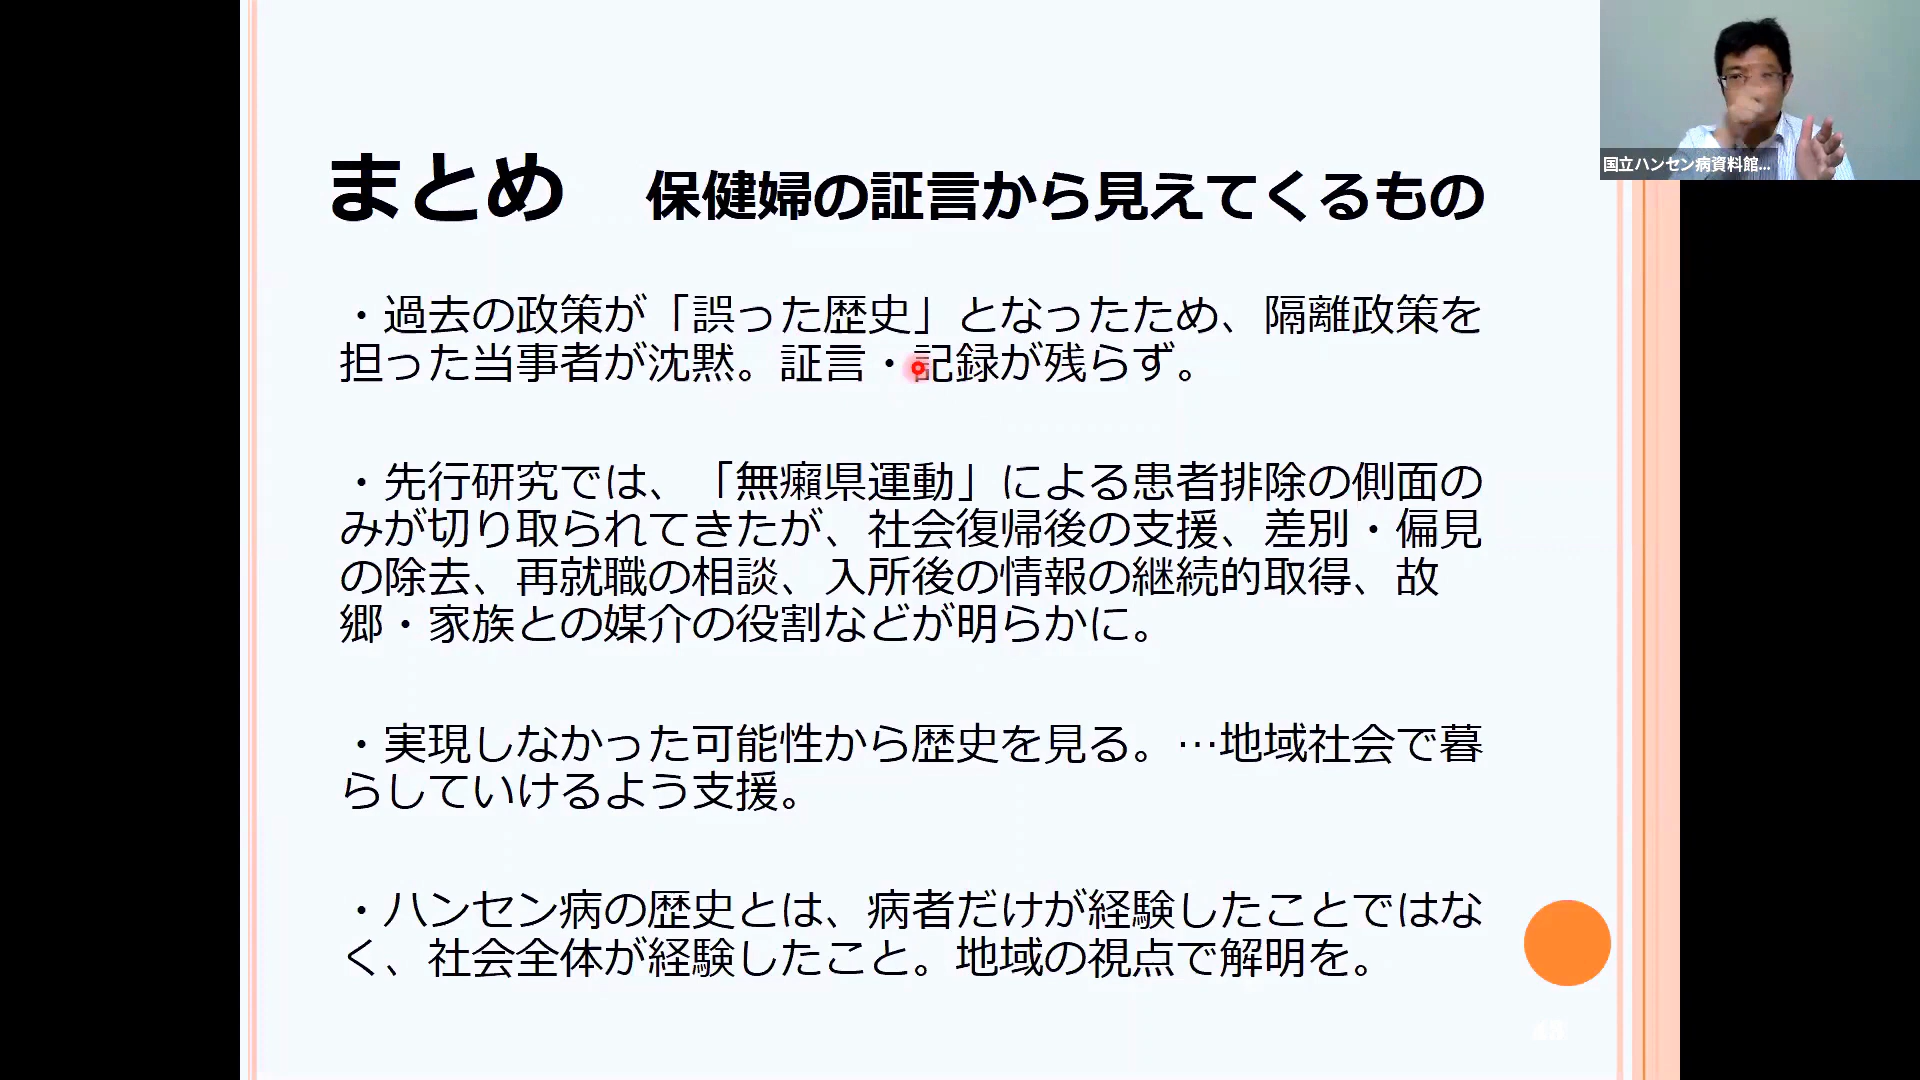 まとめ　保健婦の証言から見えてくるもの
・過去の政策が「誤った歴史」となったため、隔離政策を
担った当事者が沈黙。証言・記録が残らず。
・先行研究では、「無癩県運動」による患者排除の側面の
みが切り取られてきたが、社会復帰後の支援、差別・偏見
の除去、再就職の相談、入所後の情報の継続的取得、故
郷・家族との媒介の役割などが明らかに。
・実現しなかった可能性から歴史を見る。…地域社会で暮
らしていけるよう支援。
・ハンセン病の歴史とは、病者だけが経験したことではな
く、社会全体が経験したこと。地域の視点で解明を。
国立ハンセン病資料館...